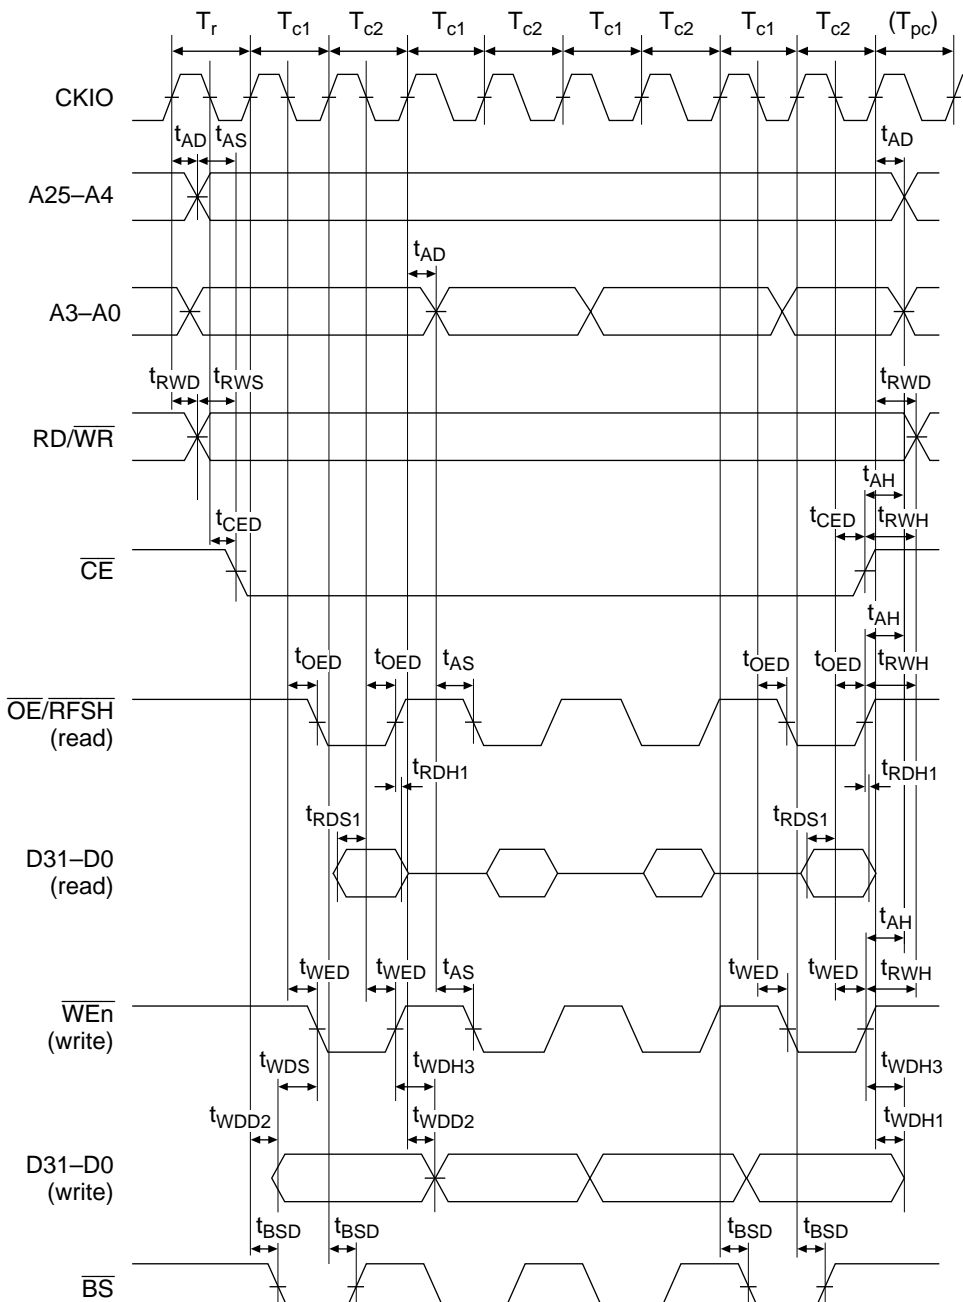 Tr Tc1 Tc2 Tc1 Tc2 Tc1 Tc2 Tc1 Tc2 (Tpc)
CKIO
tAD tAS tAD
A25–A4
tAD
A3–A0
tRWD tRWS tRWD
RD/WR
tAH
tCED tCED tRWH
CE
tAH
tOED tOED tAS tOED tOED tRWH
OE/RFSH
(read)
tRDH1 tRDH1
tRDS1 tRDS1
D31–D0
(read)
tAH
tWED tWED tAS tWED tWED tRWH
WEn
(write)
tWDS tWDH3 tWDH3
tWDD2 tWDD2 tWDH1
D31–D0
(write)
tBSD tBSD tBSD tBSD
BS